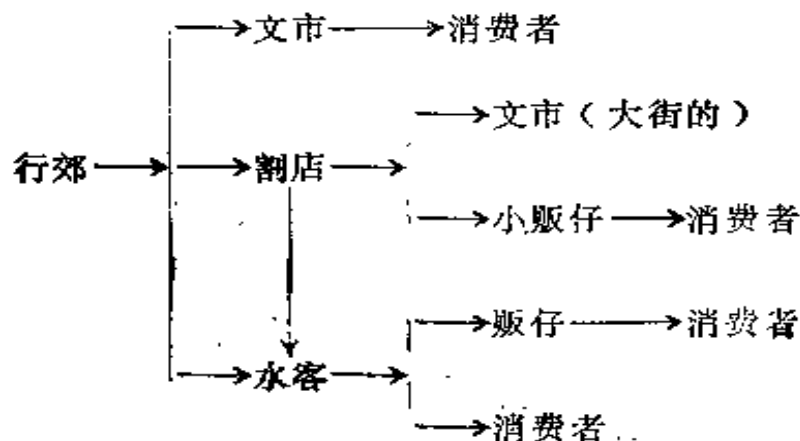 文市 消费者
文市（大街的）
行郊 割店
小贩仔 消费者
贩仔 消费者
水客
消费者